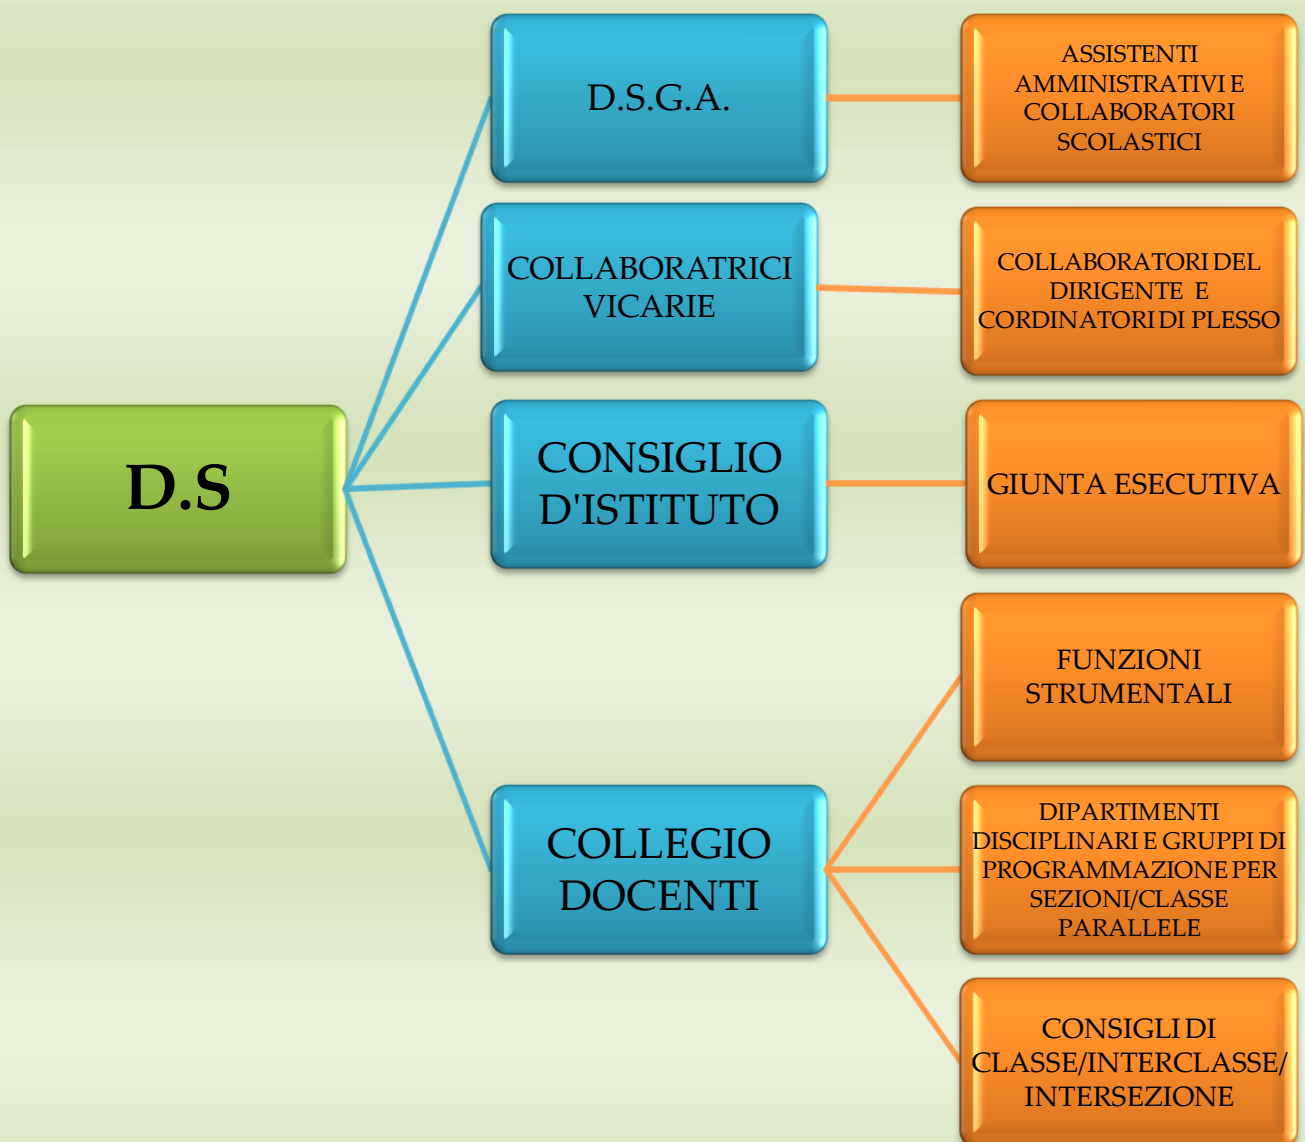 D.S
D.S.G.A.
ASSISTENTI
AMMINISTRATIVI E
COLLABORATORI
SCOLASTICI
COLLABORATRICI
VICARIE
COLLABORATORI DEL
DIRIGENTE E
CORDINATORI DI PLESSO
CONSIGLIO
D'ISTITUTO
GIUNTA ESECUTIVA
COLLEGIO
DOCENTI
FUNZIONI
STRUMENTALI
DIPARTIMENTI
DISCIPLINARI E GRUPPI DI
PROGRAMMAZIONE PER
SEZIONI/CLASSE
PARALLELE
CONSIGLI DI
CLASSE/INTERCLASSE/
INTERSEZIONE